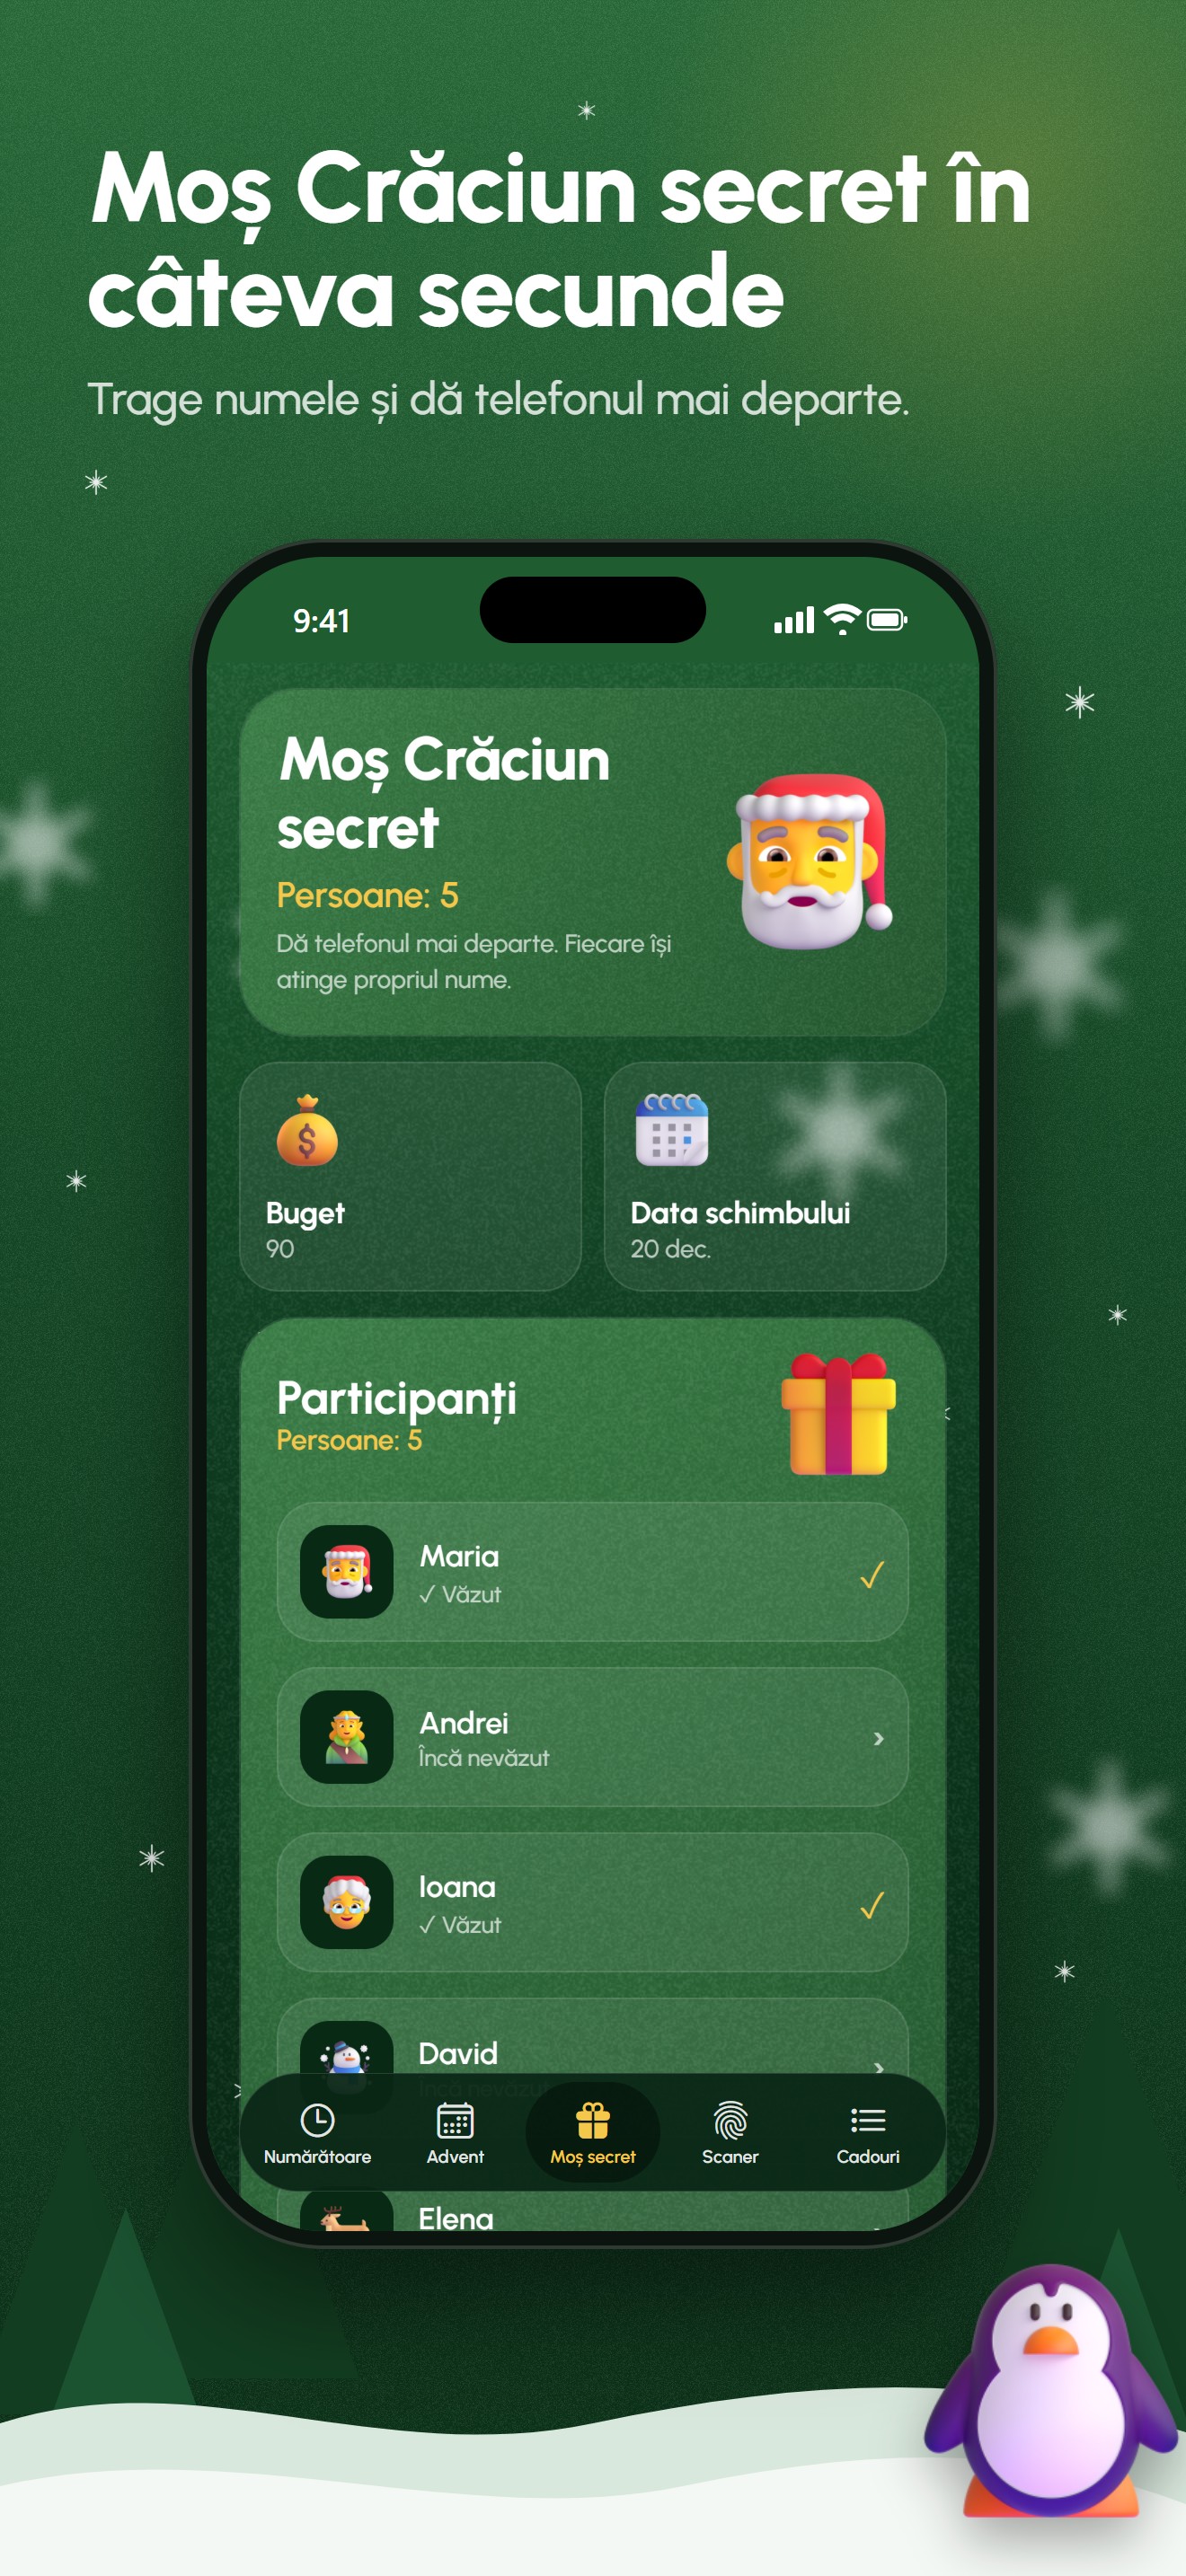 Moș Crăciun secret în
câteva secunde
Trage numele și dă telefonul mai departe.
9:41
Moș Crăciun
secret
Persoane: 5
Dă telefonul mai departe. Fiecare își
atinge propriul nume.
Buget
90
Data schimbului
20 dec.
Participanți
Persoane: 5
Maria
✓ Văzut
Andrei
Încă nevăzut
Ioana
✓ Văzut
David
Încă nevăzut
Numărătoare
Advent
Moș secret
Scaner
Cadouri
Elena